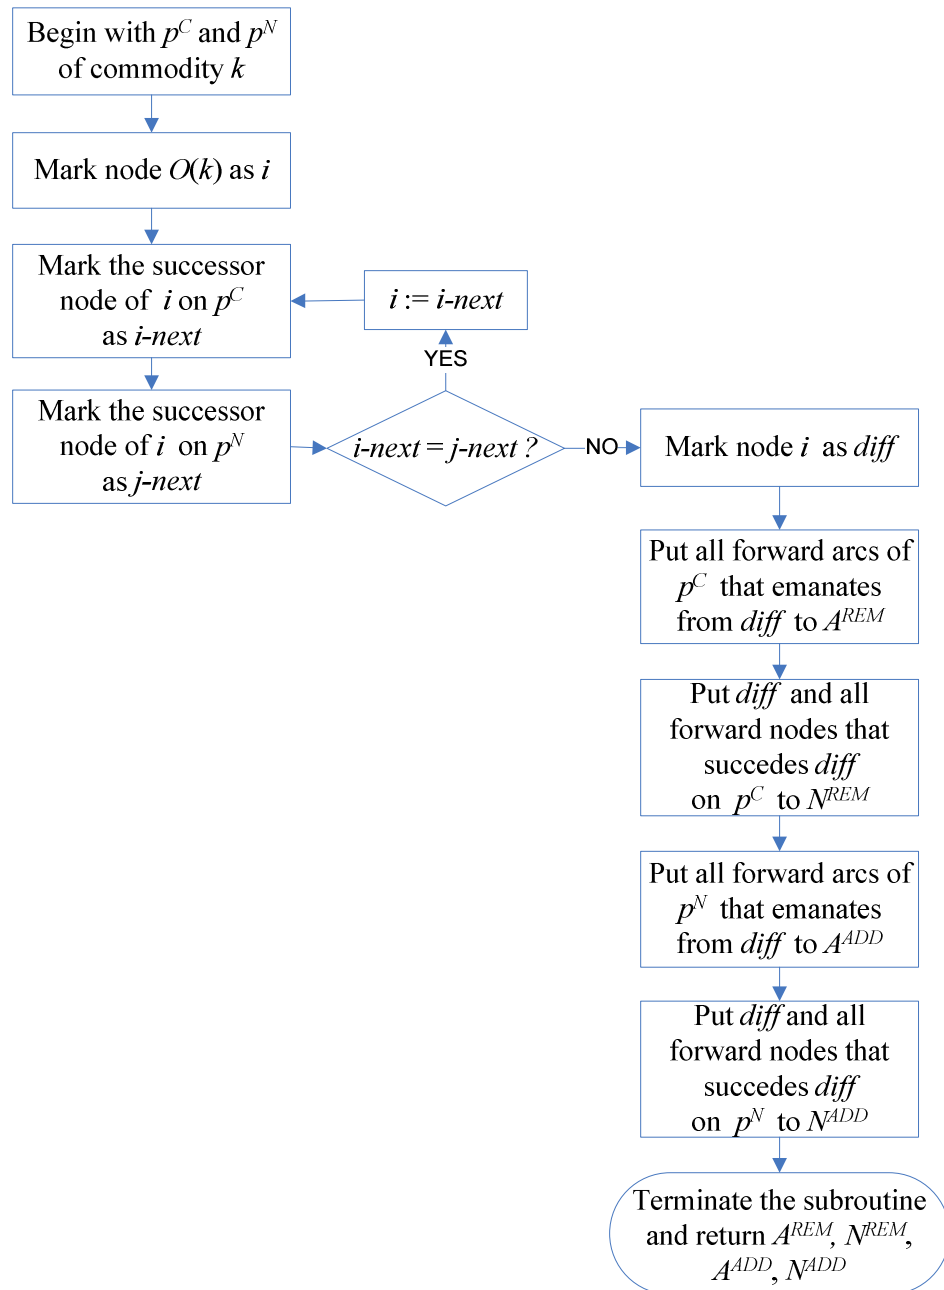 Begin with p^C and p^N
of commodity k
Mark node O(k) as i
Mark the successor
node of i on p^C
as i-next
i := i-next
YES
Mark the successor
node of i on p^N
as j-next
i-next = j-next ?
NO
Mark node i as diff
Put all forward arcs of
p^C that emanates
from diff to A^REM
Put diff and all
forward nodes that
succedes diff
on p^C to N^REM
Put all forward arcs of
p^N that emanates
from diff to A^ADD
Put diff and all
forward nodes that
succedes diff
on p^N to N^ADD
Terminate the subroutine
and return A^REM, N^REM,
A^ADD, N^ADD